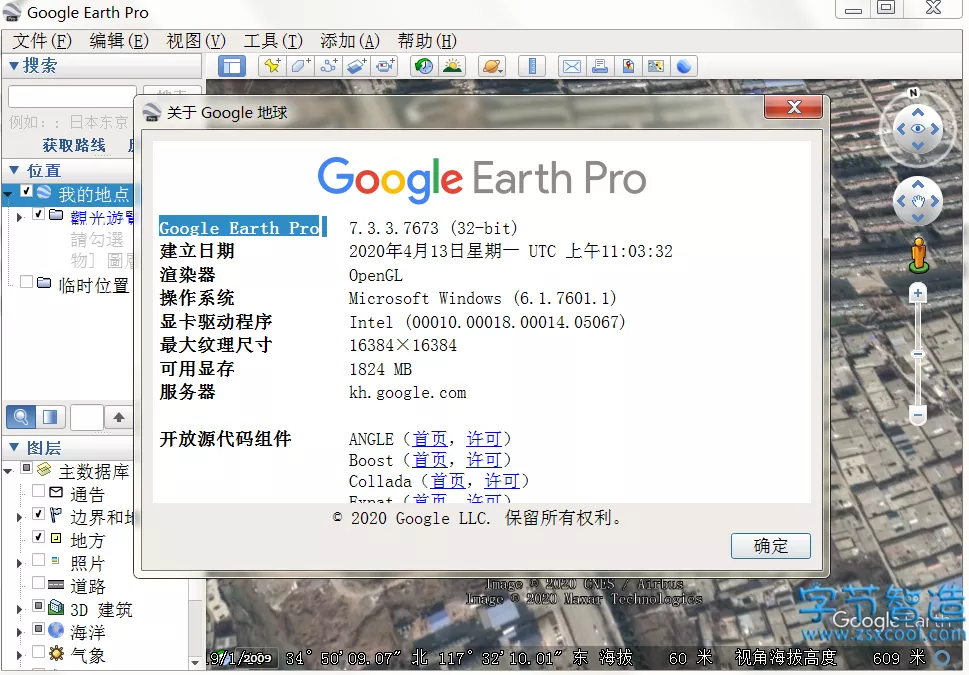 Google Earth Pro
文件(F) 编辑(E) 视图(V) 工具(T) 添加(A) 帮助(H)
搜索
例如：: 日本东京
获取路线
位置
我的地点
觀光遊覽
請勾選
物］圖層
临时位置
图层
主数据库
通告
边界和地
地方
照片
道路
3D 建筑
海洋
气象
关于 Google 地球
Google Earth Pro
Google Earth Pro 7.3.3.7673 (32-bit)
建立日期 2020年4月13日星期一 UTC 上午11:03:32
渲染器 OpenGL
操作系统 Microsoft Windows (6.1.7601.1)
显卡驱动程序 Intel (00010.00018.00014.05067)
最大纹理尺寸 16384×16384
可用显存 1824 MB
服务器 kh.google.com
开放源代码组件 ANGLE (首页, 许可)
Boost (首页, 许可)
Collada (首页, 许可)
Expat (首页, 许可)
© 2020 Google LLC. 保留所有权利。
确定
N
Image © 2020 CNES / Airbus
Image © 2020 Maxar Technologies
Google Earth
字节智造
www.zsxcool.com
9/1/2009 34°50'09.07" 北 117°32'10.01" 东 海拔 60 米 视角海拔高度 609 米